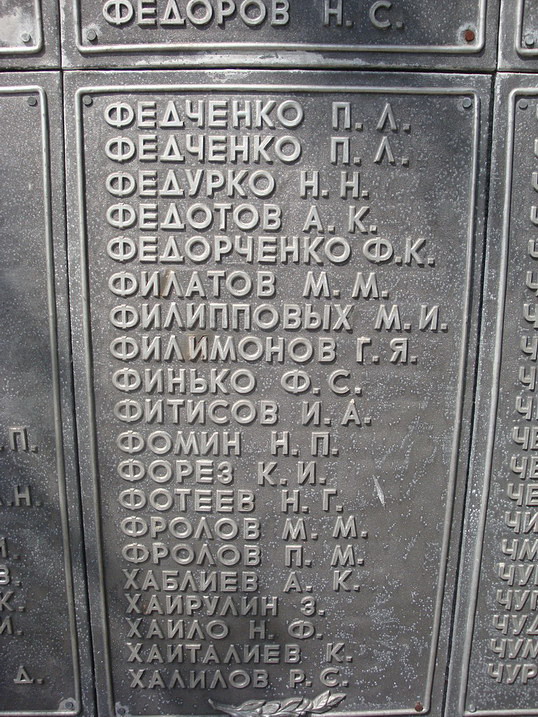 ФЕДОРОВ Н. С.
ФЕДЧЕНКО П. Л.
ФЕДЧЕНКО П. Л.
ФЕДУРКО Н. Н.
ФЕДОТОВ А. К.
ФЕДОРЧЕНКО Ф. К.
ФИЛАТОВ М. М.
ФИЛИППОВЫХ М. И.
ФИЛИМОНОВ Г. Я.
ФИНЬКО Ф. С.
ФИТИСОВ И. А.
ФОМИН Н. П.
ФОРЕЗ К. И.
ФОТЕЕВ Н. Г.
ФРОЛОВ М. М.
ФРОЛОВ П. М.
ХАБЛИЕВ А. К.
ХАИРУЛИН З.
ХАИЛО Н. Ф.
ХАИТАЛИЕВ К.
ХАЛИЛОВ Р. С.